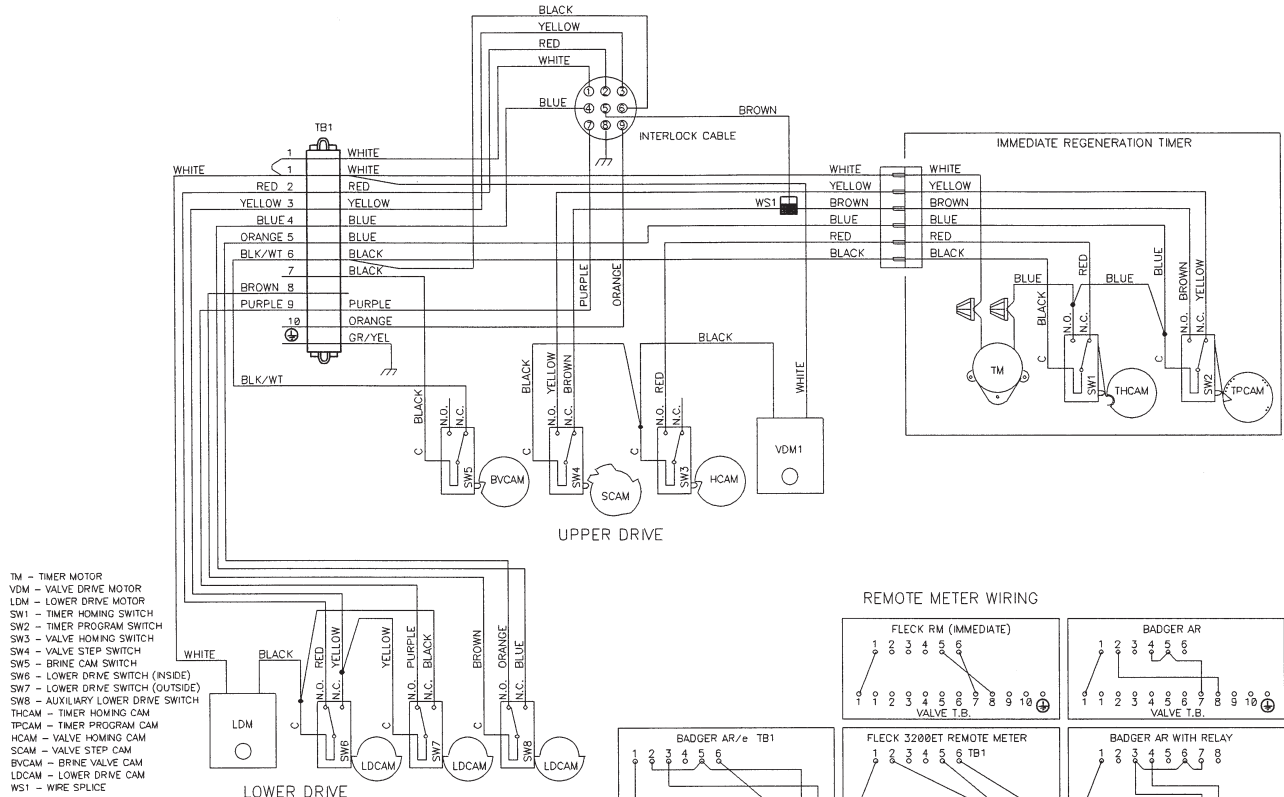 BLACK
YELLOW
RED
WHITE
1 2 3
BLUE 4 5 6
7 8 9
BROWN
INTERLOCK CABLE
TB1
IMMEDIATE REGENERATION TIMER
1 WHITE
WHITE 1 WHITE
RED 2 RED
YELLOW 3 YELLOW
BLUE 4 BLUE
ORANGE 5 BLUE
BLK/WT 6 BLACK
7 BLACK
BROWN 8
PURPLE 9 PURPLE
10 ORANGE
GR/YEL
BLK/WT
PURPLE
ORANGE
WS1
WHITE WHITE
YELLOW YELLOW
BROWN BROWN
BLUE BLUE
RED RED
BLACK BLACK
BLUE
BLACK
RED
BLUE
BLUE
BROWN
YELLOW
N.O.
N.C.
C
N.O.
N.C.
C
TM
SW1
THCAM
SW2
TPCAM
BLACK
N.O.
N.C.
C
SW5
BVCAM
BLACK
YELLOW
BROWN
N.O.
N.C.
C
SW4
SCAM
RED
N.O.
N.C.
C
SW3
HCAM
BLACK
WHITE
VDM1
UPPER DRIVE
TM - TIMER MOTOR
VDM - VALVE DRIVE MOTOR
LDM - LOWER DRIVE MOTOR
SW1 - TIMER HOMING SWITCH
SW2 - TIMER PROGRAM SWITCH
SW3 - VALVE HOMING SWITCH
SW4 - VALVE STEP SWITCH
SW5 - BRINE CAM SWITCH
SW6 - LOWER DRIVE SWITCH (INSIDE)
SW7 - LOWER DRIVE SWITCH (OUTSIDE)
SW8 - AUXILIARY LOWER DRIVE SWITCH
THCAM - TIMER HOMING CAM
TPCAM - TIMER PROGRAM CAM
HCAM - VALVE HOMING CAM
SCAM - VALVE STEP CAM
BVCAM - BRINE VALVE CAM
LDCAM - LOWER DRIVE CAM
WS1 - WIRE SPLICE
WHITE
BLACK
LDM
RED
YELLOW
N.O.
N.C.
C
SW6
LDCAM
YELLOW
PURPLE
BLACK
N.O.
N.C.
C
SW7
LDCAM
BROWN
ORANGE
BLUE
N.O.
N.C.
C
SW8
LDCAM
LOWER DRIVE
REMOTE METER WIRING
FLECK RM (IMMEDIATE)
1 2 3 4 5 6
1 1 2 3 4 5 6 7 8 9 10
VALVE T.B.
BADGER AR
1 2 3 4 5 6
1 1 2 3 4 5 6 7 8 9 10
VALVE T.B.
BADGER AR/e TB1
1 2 3 4 5 6
FLECK 3200ET REMOTE METER
1 2 3 4 5 6 TB1
BADGER AR WITH RELAY
1 2 3 4 5 6 7 8